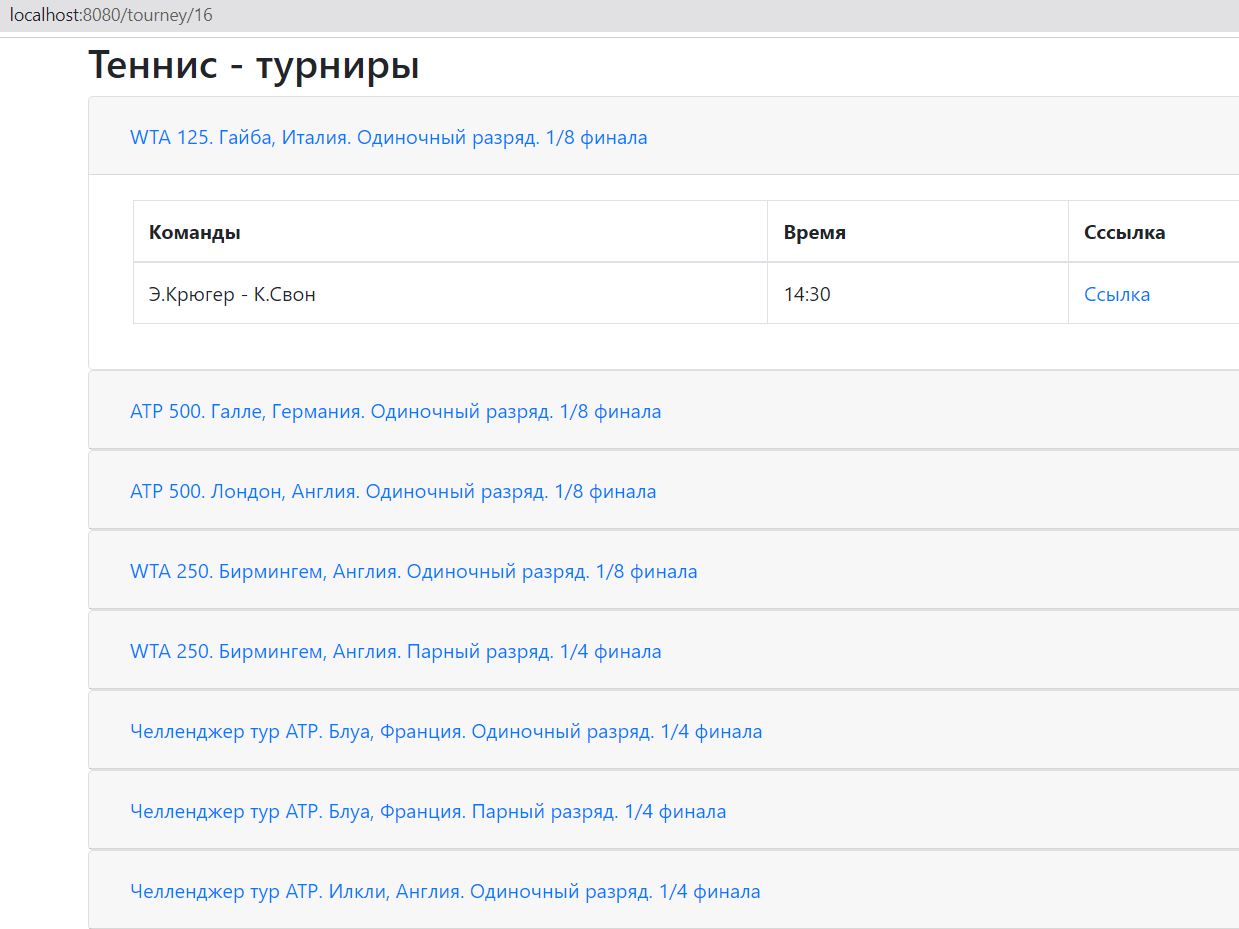 localhost:8080/tourney/16
Теннис - турниры
WTA 125. Гайба, Италия. Одиночный разряд. 1/8 финала
Команды Время Сссылка
Э.Крюгер - К.Свон 14:30 Ссылка
ATP 500. Галле, Германия. Одиночный разряд. 1/8 финала
ATP 500. Лондон, Англия. Одиночный разряд. 1/8 финала
WTA 250. Бирмингем, Англия. Одиночный разряд. 1/8 финала
WTA 250. Бирмингем, Англия. Парный разряд. 1/4 финала
Челленджер тур ATP. Блуа, Франция. Одиночный разряд. 1/4 финала
Челленджер тур ATP. Блуа, Франция. Парный разряд. 1/4 финала
Челленджер тур ATP. Илкли, Англия. Одиночный разряд. 1/4 финала